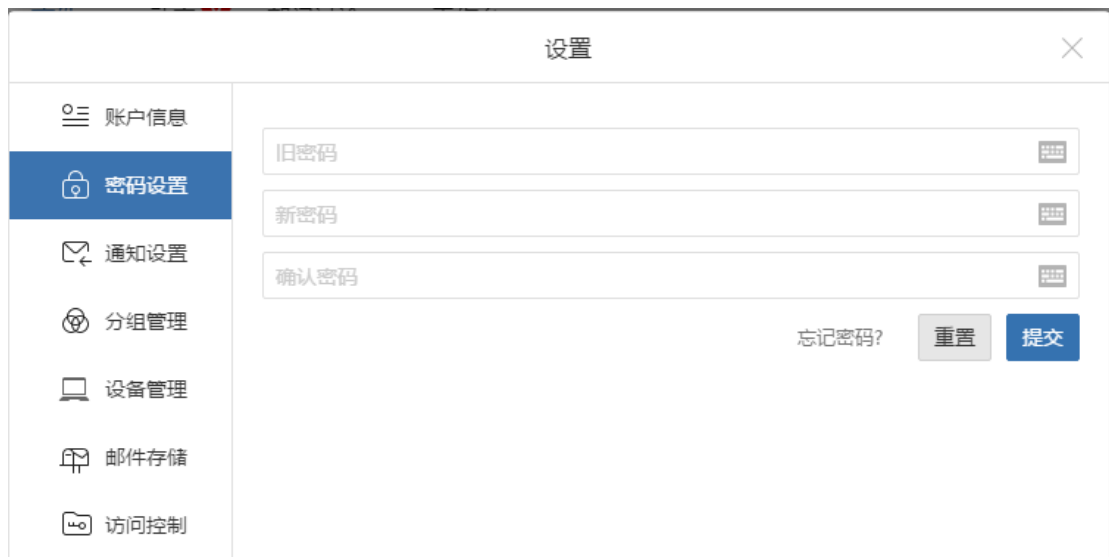 设置
账户信息
密码设置
通知设置
分组管理
设备管理
邮件存储
访问控制
旧密码
新密码
确认密码
忘记密码?
重置
提交